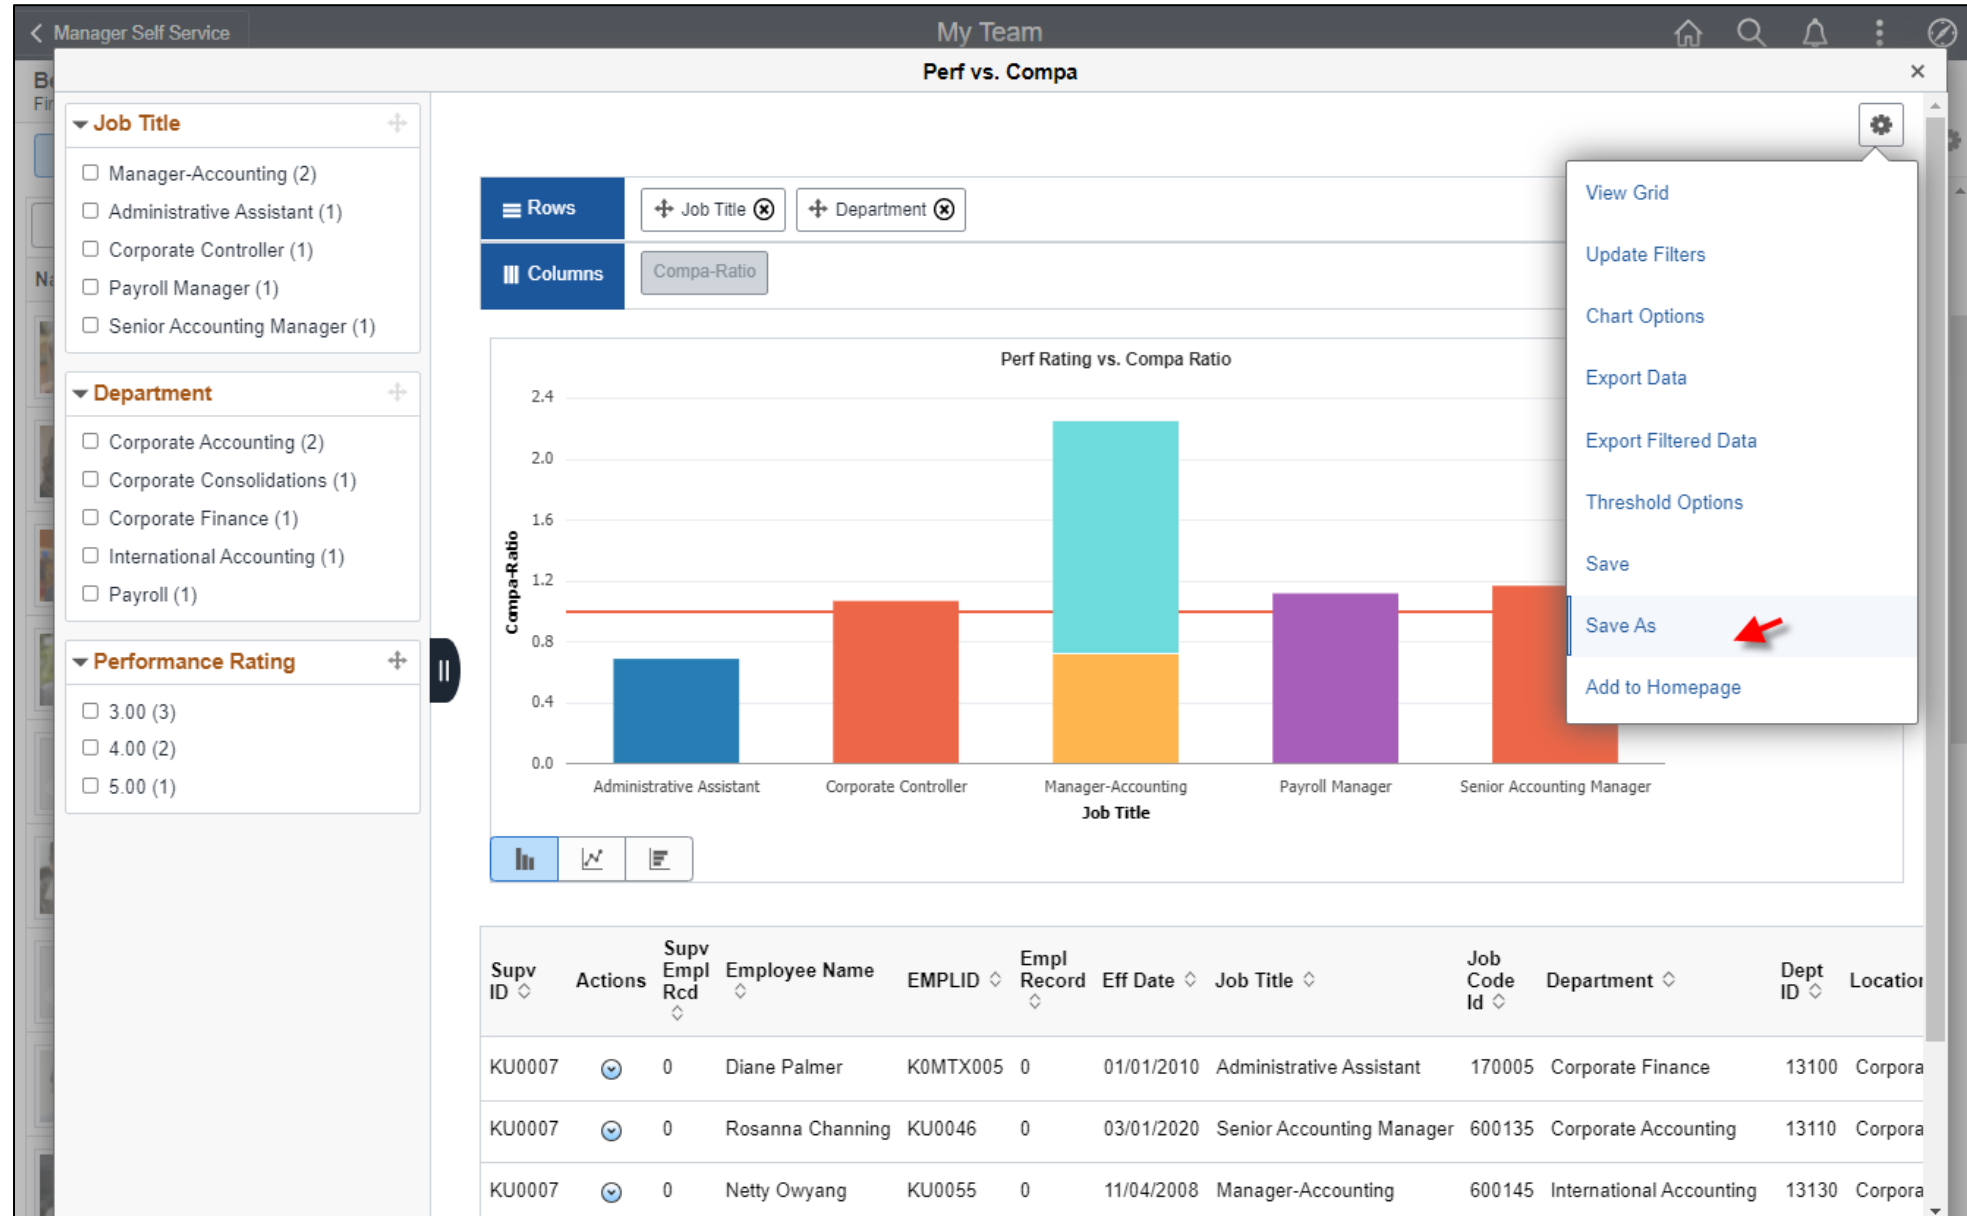 Manager Self Service
My Team
Perf vs. Compa
Job Title
Manager-Accounting (2)
Administrative Assistant (1)
Corporate Controller (1)
Payroll Manager (1)
Senior Accounting Manager (1)
Department
Corporate Accounting (2)
Corporate Consolidations (1)
Corporate Finance (1)
International Accounting (1)
Payroll (1)
Performance Rating
3.00 (3)
4.00 (2)
5.00 (1)
Rows
Job Title
Department
Columns
Compa-Ratio
View Grid
Update Filters
Chart Options
Export Data
Export Filtered Data
Threshold Options
Save
Save As
Add to Homepage
Perf Rating vs. Compa Ratio
Compa-Ratio
2.4
2.0
1.6
1.2
0.8
0.4
0.0
Administrative Assistant
Corporate Controller
Manager-Accounting
Payroll Manager
Senior Accounting Manager
Job Title
Supv ID Actions Supv Empl Rcd Employee Name EMPLID Empl Record Eff Date Job Title Job Code Id Department Dept ID Location
KU0007 0 Diane Palmer K0MTX005 0 01/01/2010 Administrative Assistant 170005 Corporate Finance 13100 Corpora
KU0007 0 Rosanna Channing KU0046 0 03/01/2020 Senior Accounting Manager 600135 Corporate Accounting 13110 Corpora
KU0007 0 Netty Owyang KU0055 0 11/04/2008 Manager-Accounting 600145 International Accounting 13130 Corpora